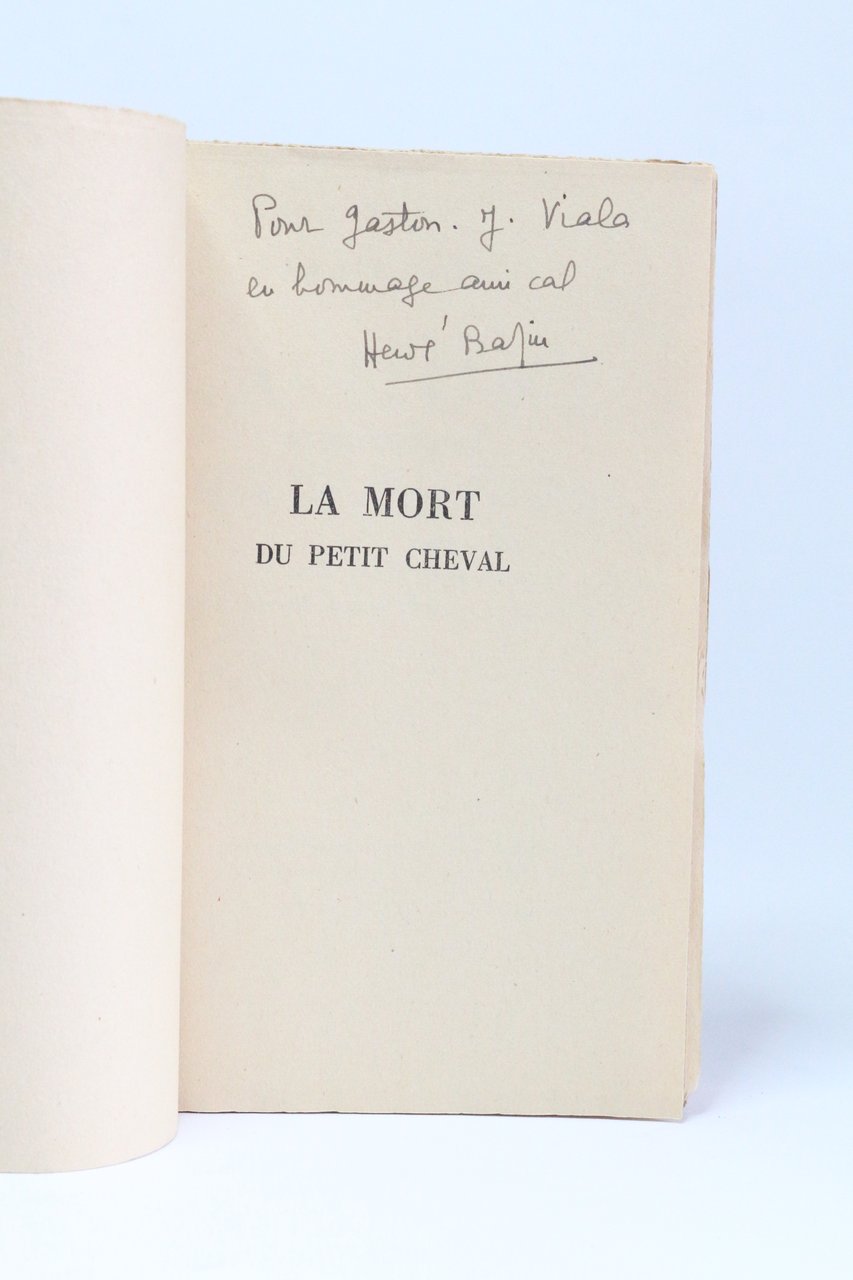 Pour Gaston. J. Viala
en hommage amical
Hervé Bazin
LA MORT
DU PETIT CHEVAL